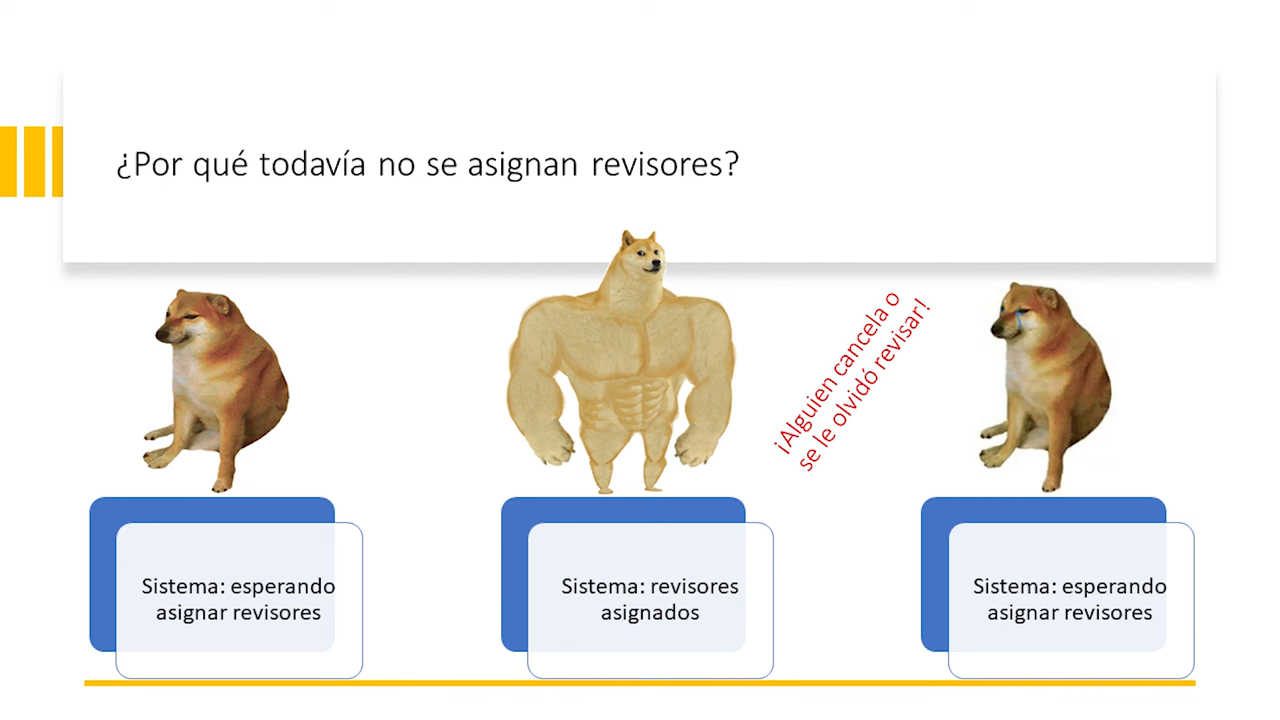 ¿Por qué todavía no se asignan revisores?
¡Alguien cancela o
se le olvidó revisar!
Sistema: esperando
asignar revisores
Sistema: revisores
asignados
Sistema: esperando
asignar revisores